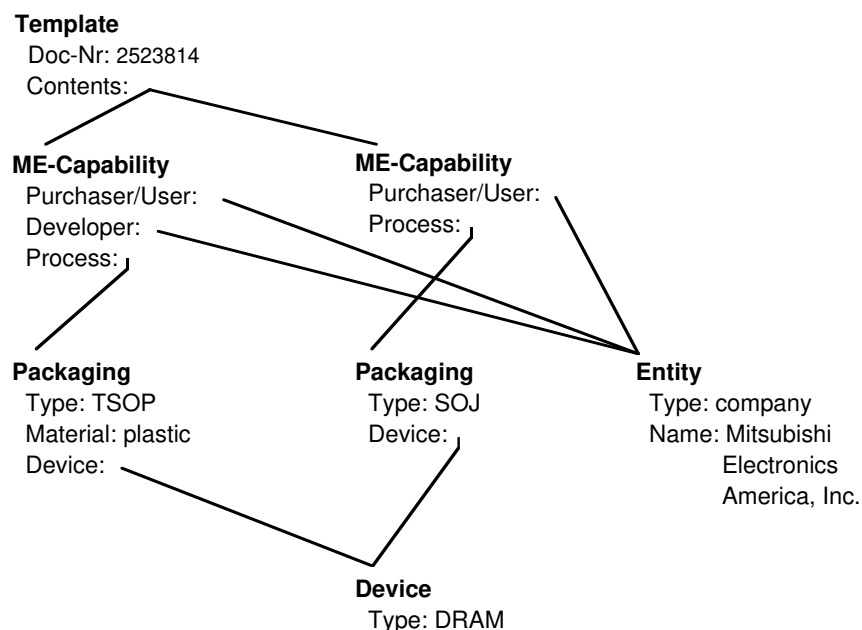 Template
Doc-Nr: 2523814
Contents:
ME-Capability
Purchaser/User:
Developer:
Process:
ME-Capability
Purchaser/User:
Process:
Packaging
Type: TSOP
Material: plastic
Device:
Packaging
Type: SOJ
Device:
Entity
Type: company
Name: Mitsubishi
Electronics
America, Inc.
Device
Type: DRAM